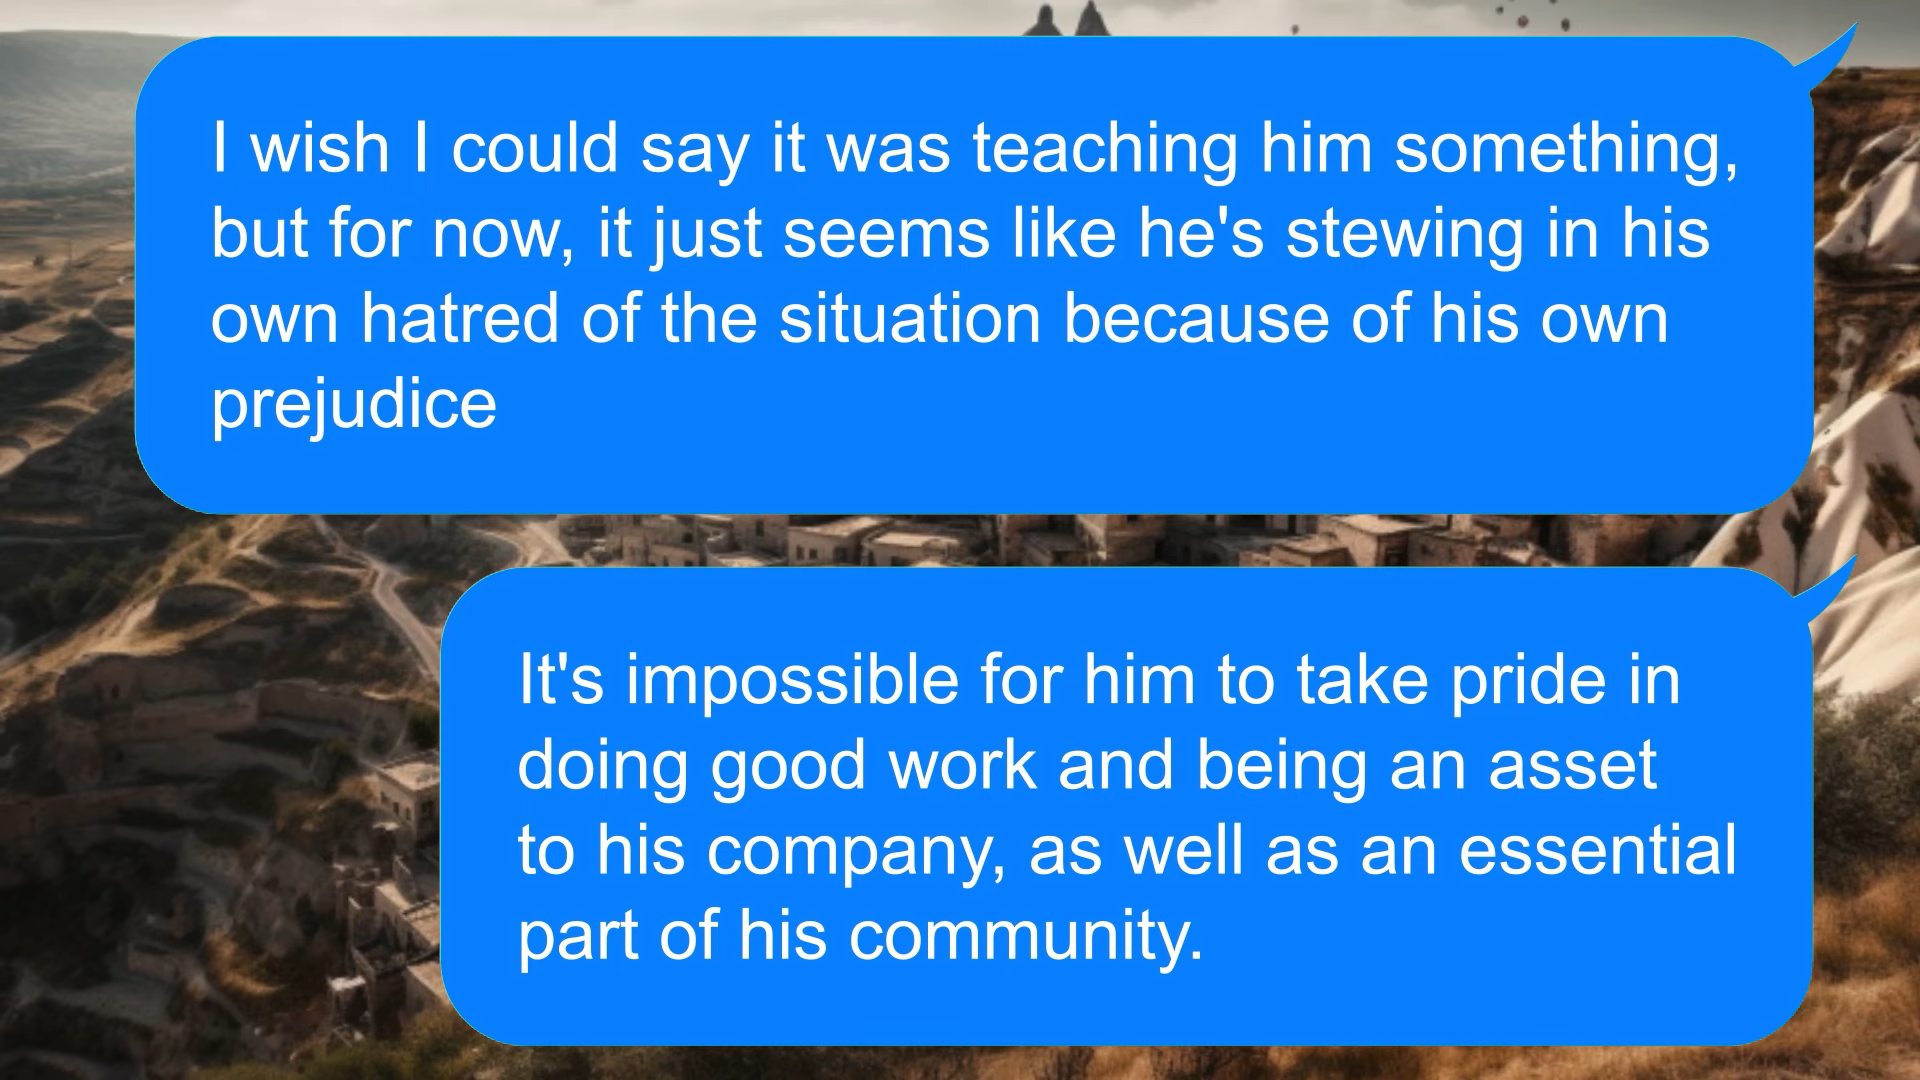 I wish I could say it was teaching him something,
but for now, it just seems like he's stewing in his
own hatred of the situation because of his own
prejudice
It's impossible for him to take pride in
doing good work and being an asset
to his company, as well as an essential
part of his community.